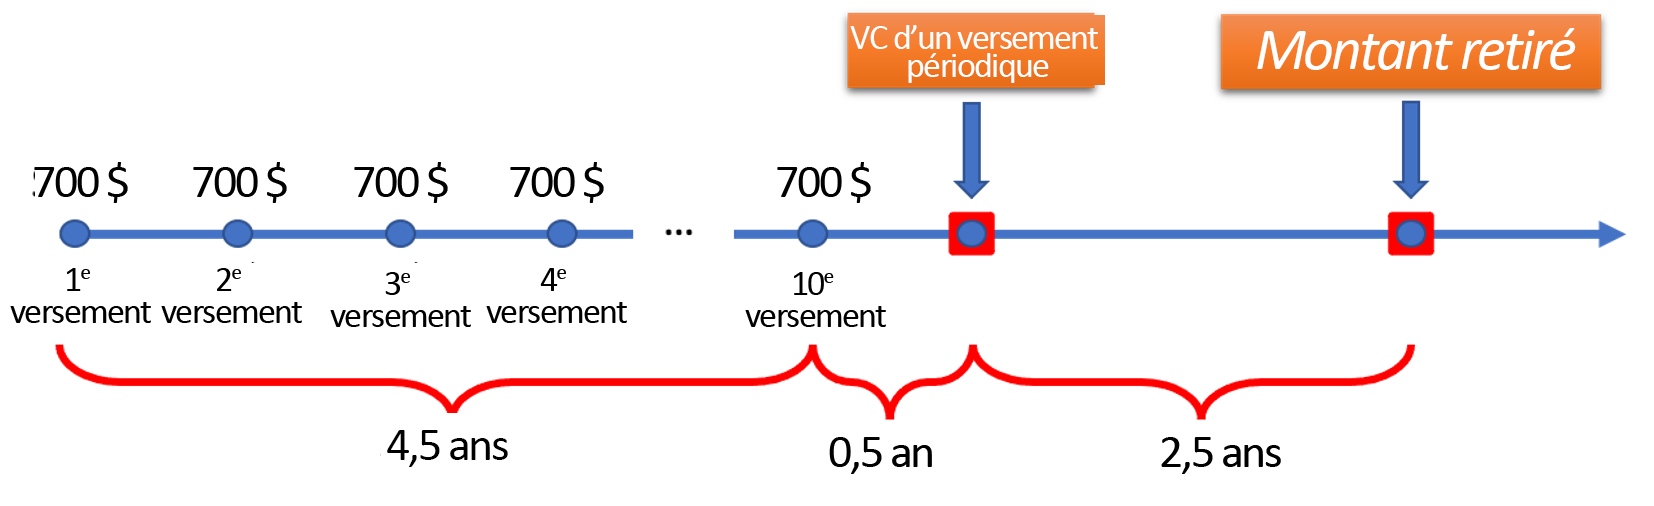 VC d’un versement
périodique
Montant retiré
700 $
700 $
700 $
700 $
...
700 $
1e
versement
2e
versement
3e
versement
4e
versement
10e
versement
4,5 ans
0,5 an
2,5 ans